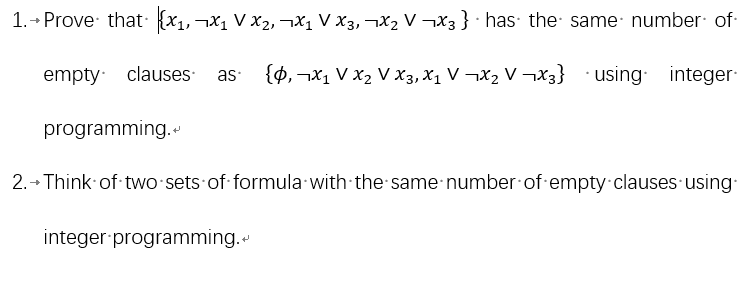 1. Prove that {x₁, ¬x₁ ∨ x₂, ¬x₁ ∨ x₃, ¬x₂ ∨ ¬x₃ } has the same number of
empty clauses as {ϕ, ¬x₁ ∨ x₂ ∨ x₃, x₁ ∨ ¬x₂ ∨ ¬x₃} using integer
programming.
2. Think of two sets of formula with the same number of empty clauses using
integer programming.